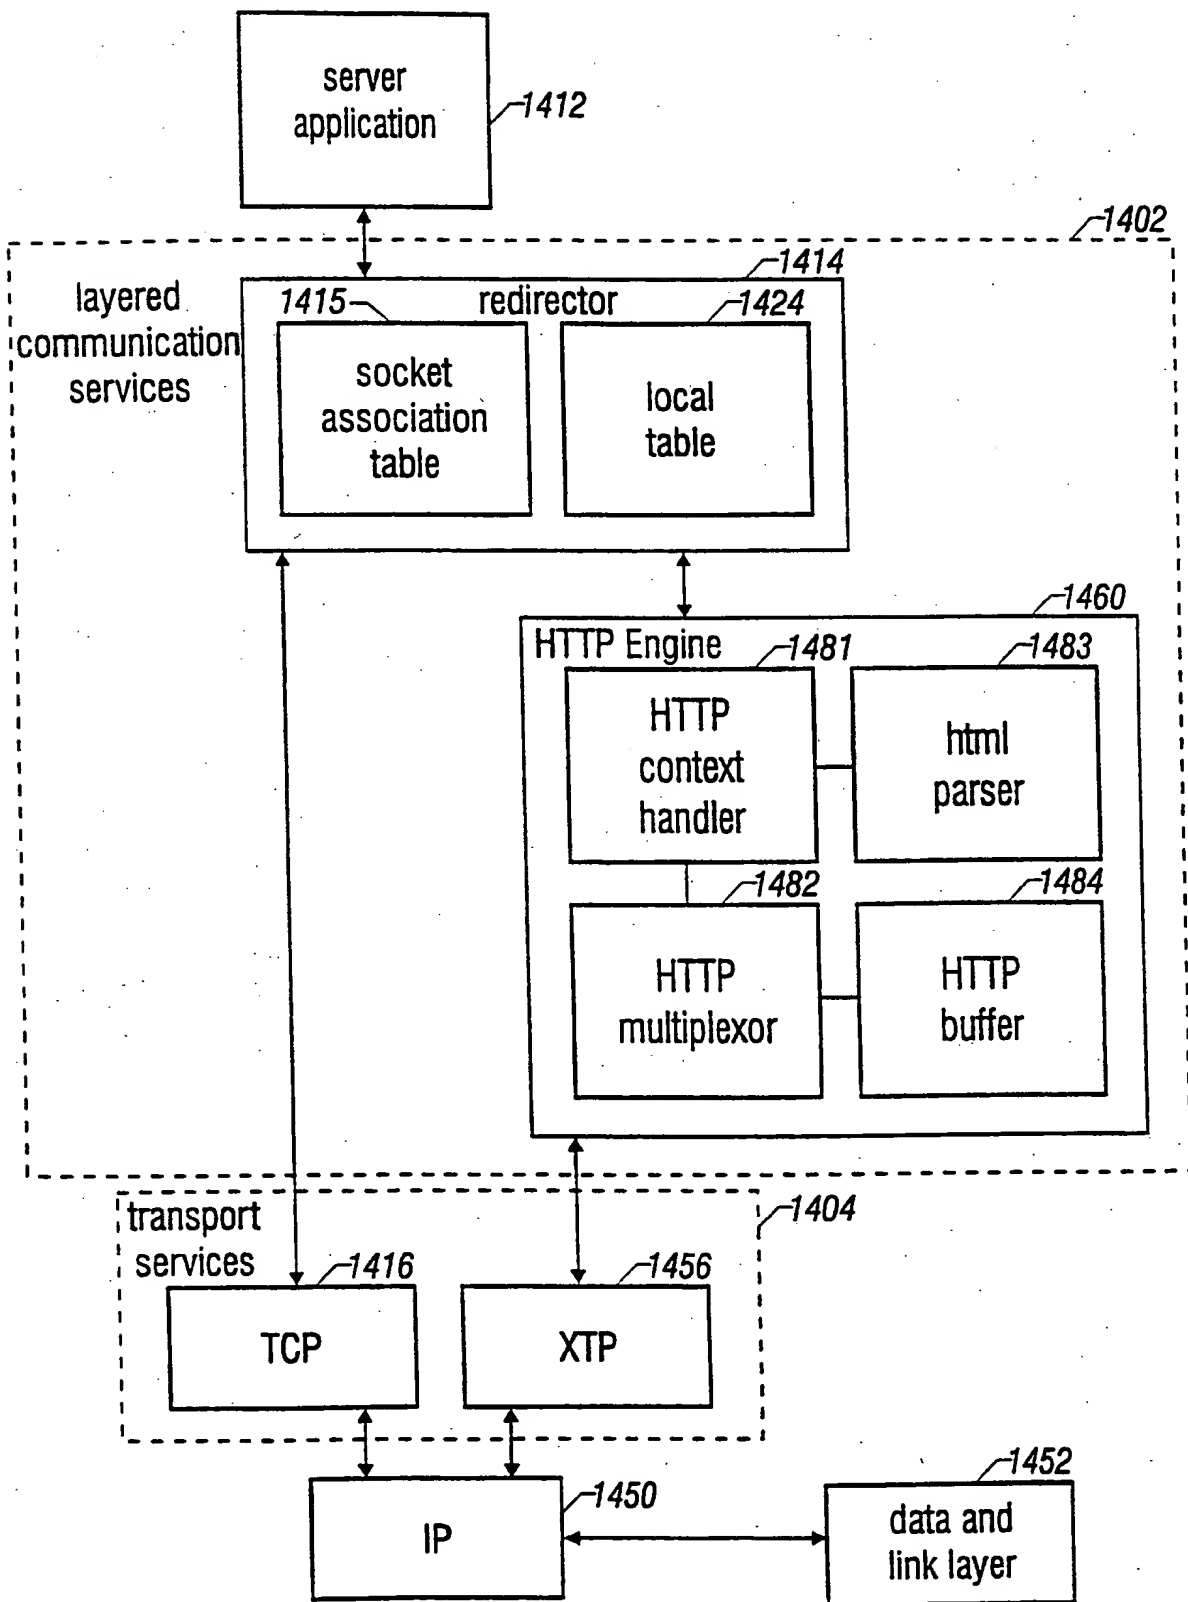 server
application
1412
1402
layered
communication
services
1414
redirector
1415
1424
socket
association
table
local
table
1460
HTTP Engine
1481
1483
HTTP
context
handler
html
parser
1482
1484
HTTP
multiplexor
HTTP
buffer
transport
services
1404
1416
1456
TCP
XTP
1450
1452
IP
data and
link layer